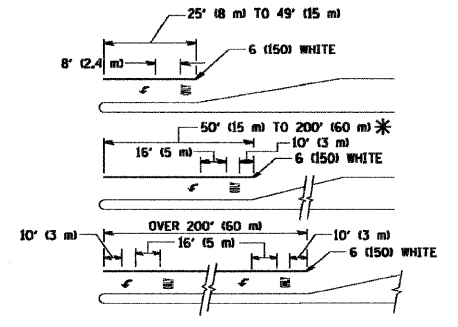 25' (8 m) TO 49' (15 m)
6 (150) WHITE
8' (2.4 m)
50' (15 m) TO 200' (60 m) *
10' (3 m)
16' (5 m)
6 (150) WHITE
OVER 200' (60 m)
10' (3 m)
16' (5 m)
10' (3 m)
6 (150) WHITE